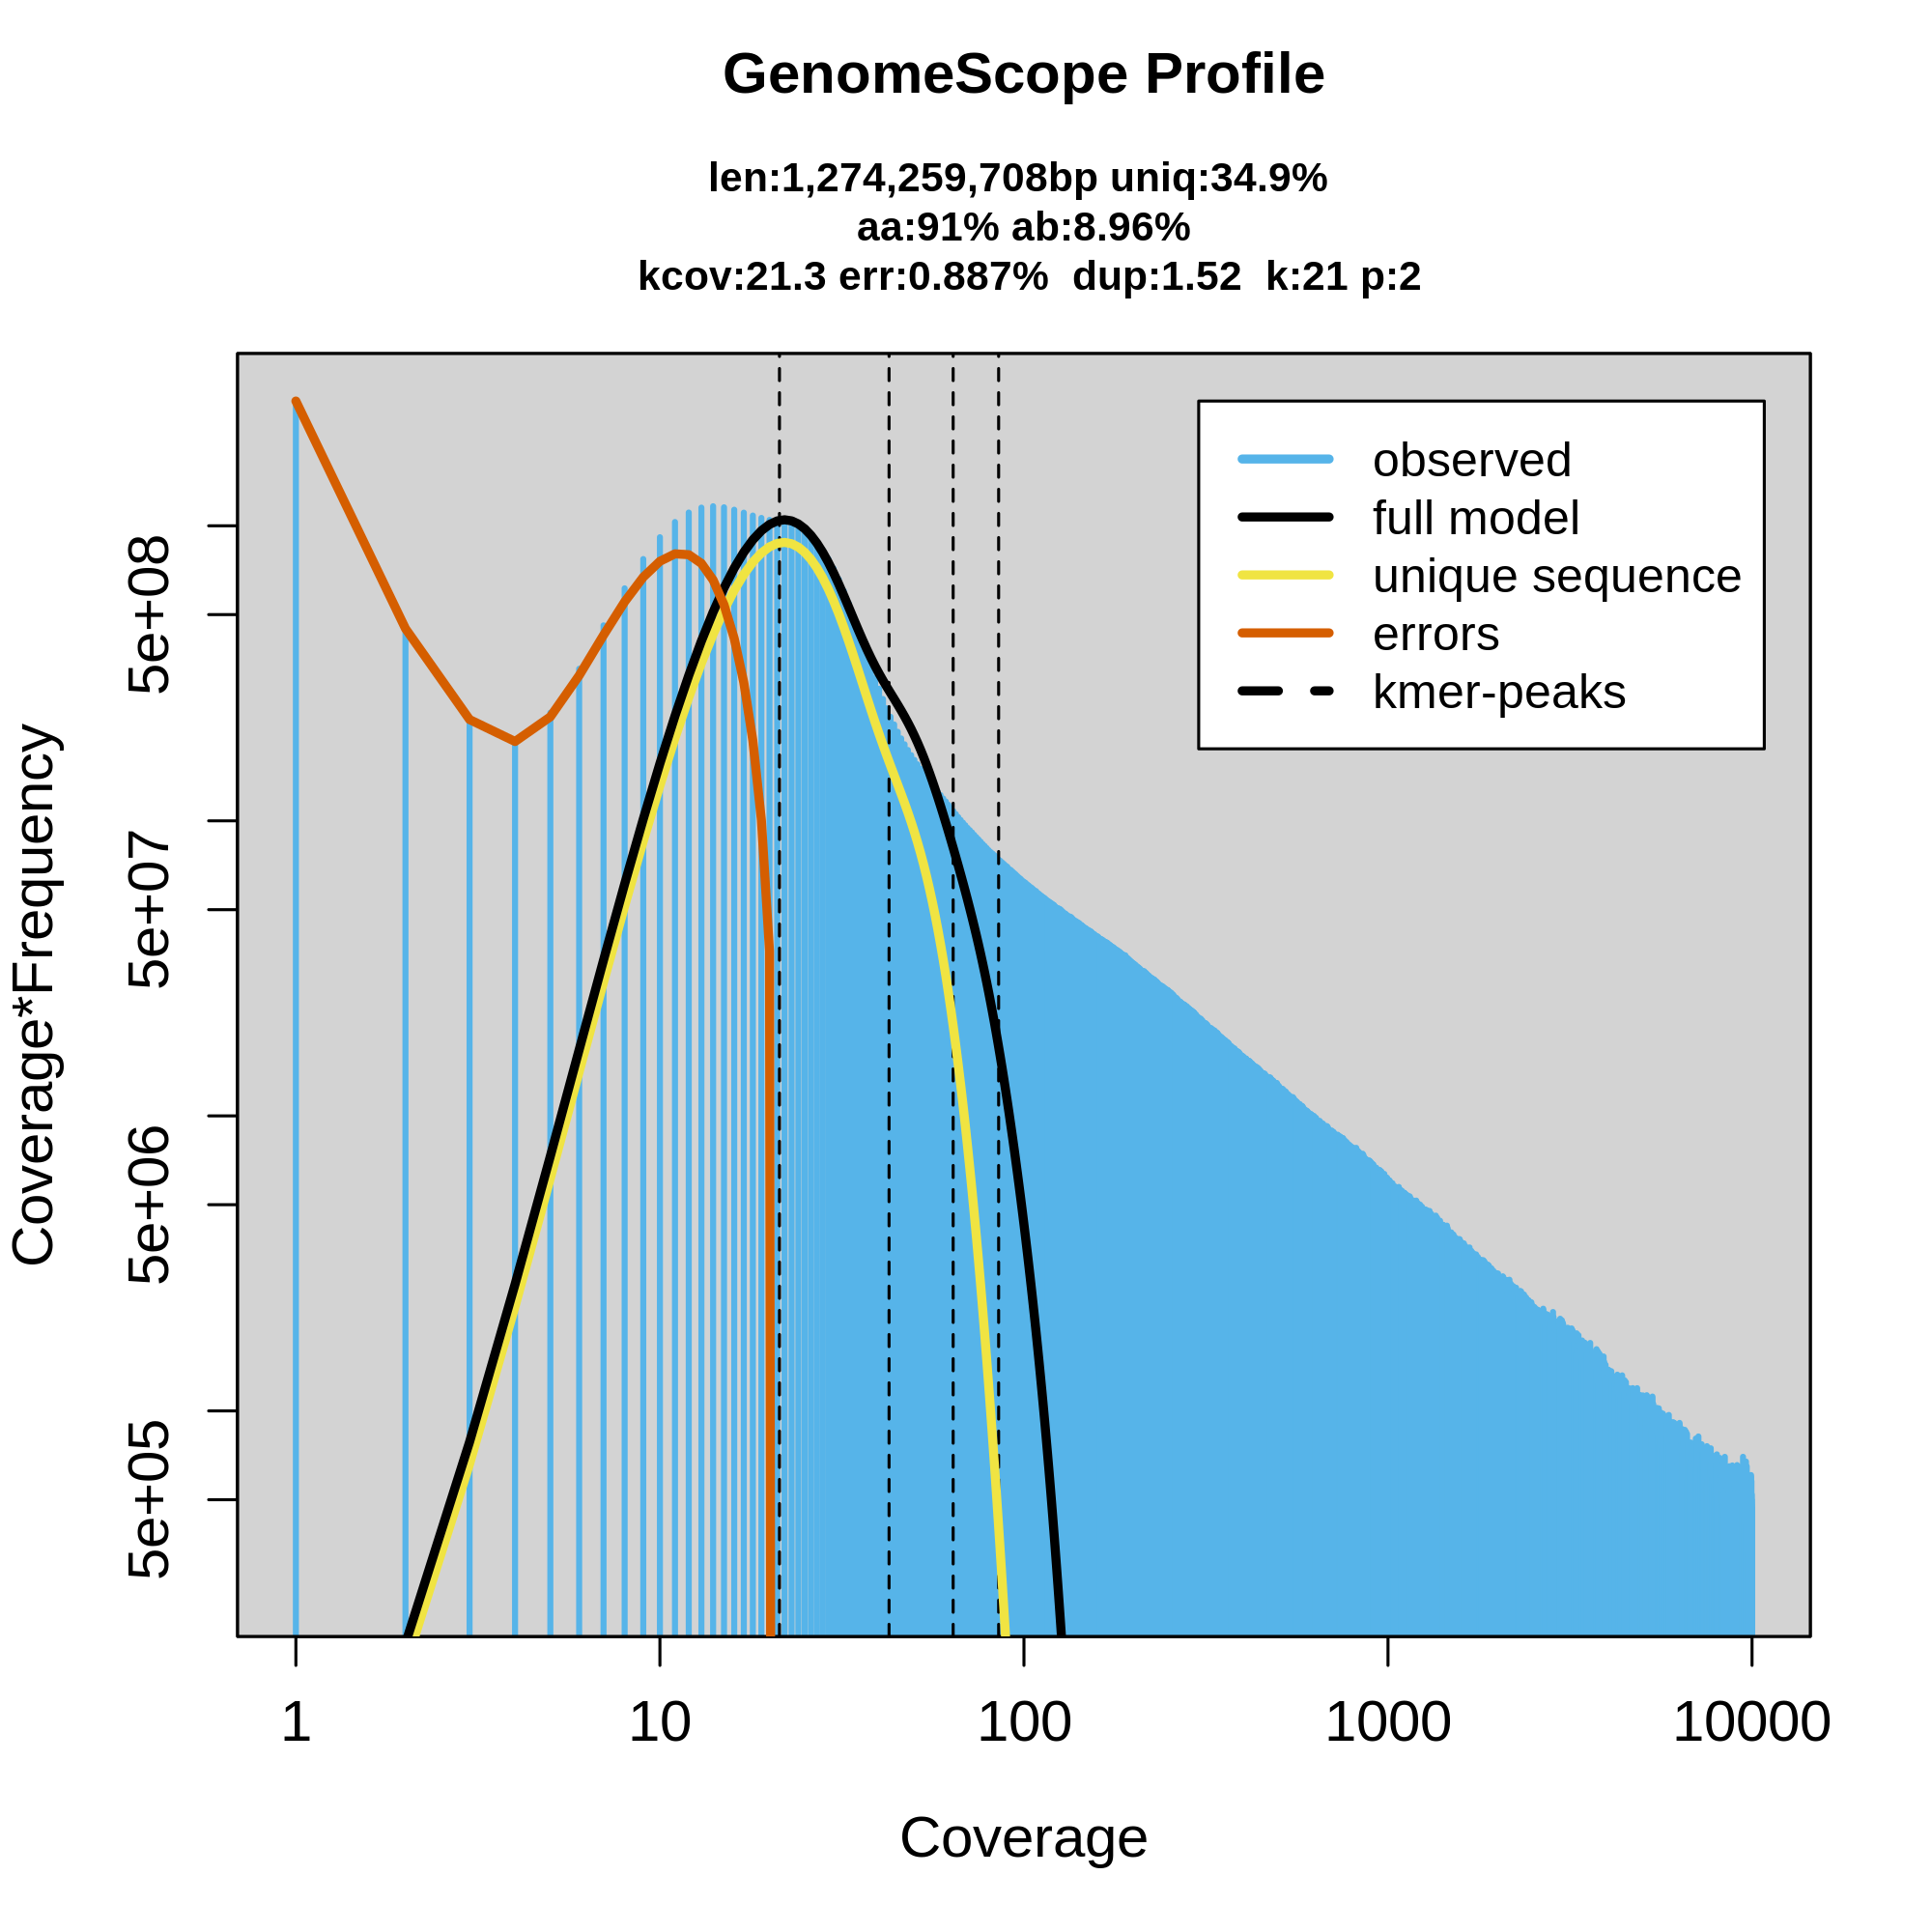 GenomeScope Profile
len:1,274,259,708bp uniq:34.9%
aa:91% ab:8.96%
kcov:21.3 err:0.887%  dup:1.52  k:21 p:2
observed
full model
unique sequence
errors
kmer-peaks
Coverage*Frequency
5e+08
5e+07
5e+06
5e+05
1 10 100 1000 10000
Coverage